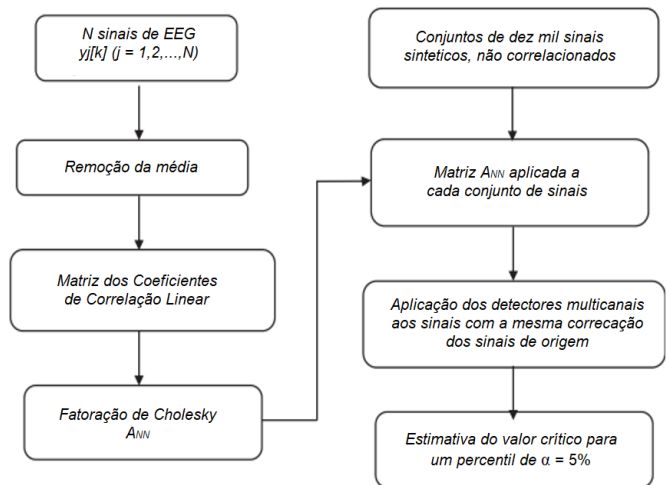 N sinais de EEG
yj[k] (j = 1,2,...,N)
Remoção da média
Matriz dos Coeficientes
de Correlação Linear
Fatoração de Cholesky
ANN
Conjuntos de dez mil sinais
sinteticos, não correlacionados
Matriz ANN aplicada a
cada conjunto de sinais
Aplicação dos detectores multicanais
aos sinais com a mesma correcação
dos sinais de origem
Estimativa do valor crítico para
um percentil de α = 5%